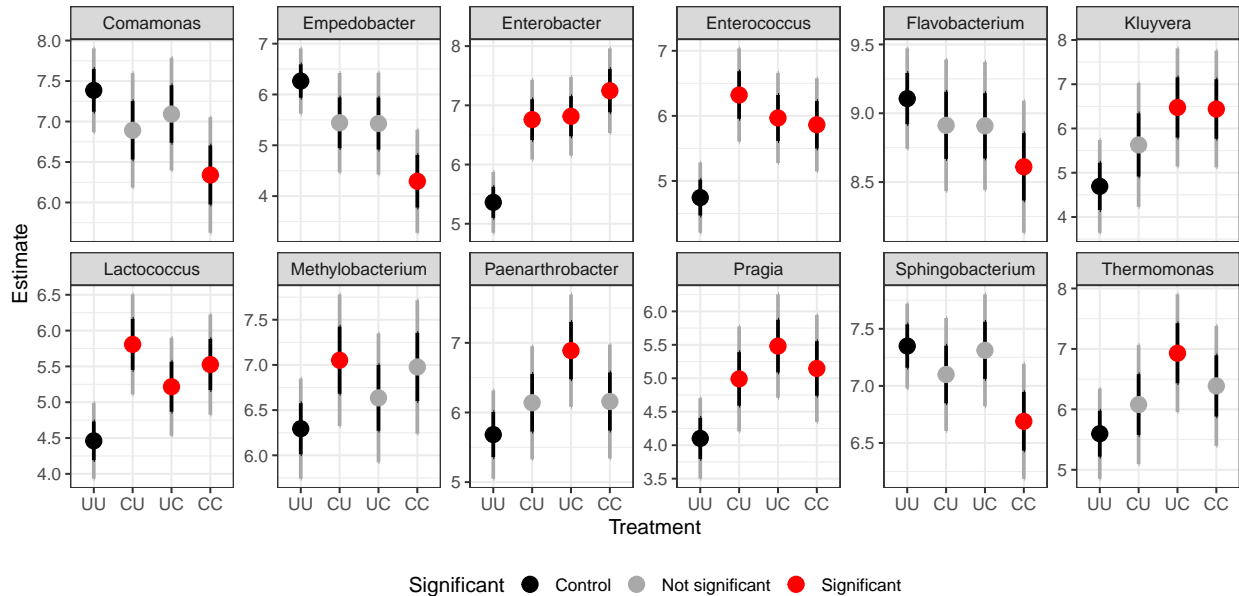 Comamonas
Empedobacter
Enterobacter
Enterococcus
Flavobacterium
Kluyvera
8.0
7.5
7.0
6.5
6.0
7
6
5
4
8
7
6
5
7
6
5
9.5
9.0
8.5
8
7
6
5
4
Estimate
Lactococcus
Methylobacterium
Paenarthrobacter
Pragia
Sphingobacterium
Thermomonas
6.5
6.0
5.5
5.0
4.5
4.0
7.5
7.0
6.5
6.0
7
6
5
6.0
5.5
5.0
4.5
4.0
3.5
7.5
7.0
6.5
8
7
6
5
UU CU UC CC
UU CU UC CC
UU CU UC CC
UU CU UC CC
UU CU UC CC
UU CU UC CC
Treatment
Significant Control Not significant Significant